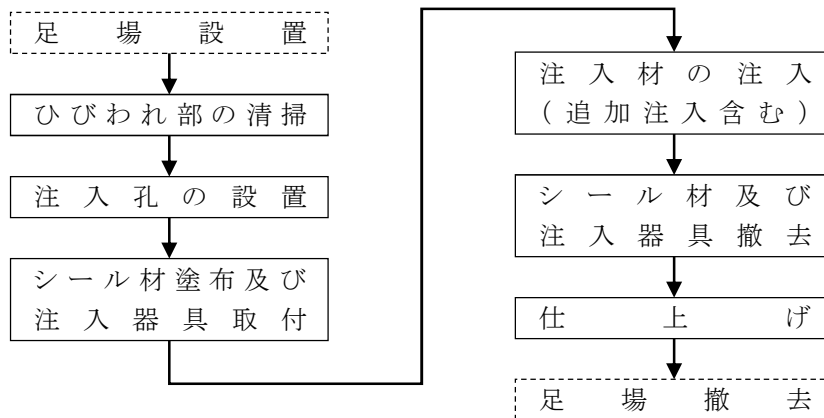 足場設置
ひびわれ部の清掃
注入孔の設置
シール材塗布及び
注入器具取付
注入材の注入
(追加注入含む)
シール材及び
注入器具撤去
仕上げ
足場撤去